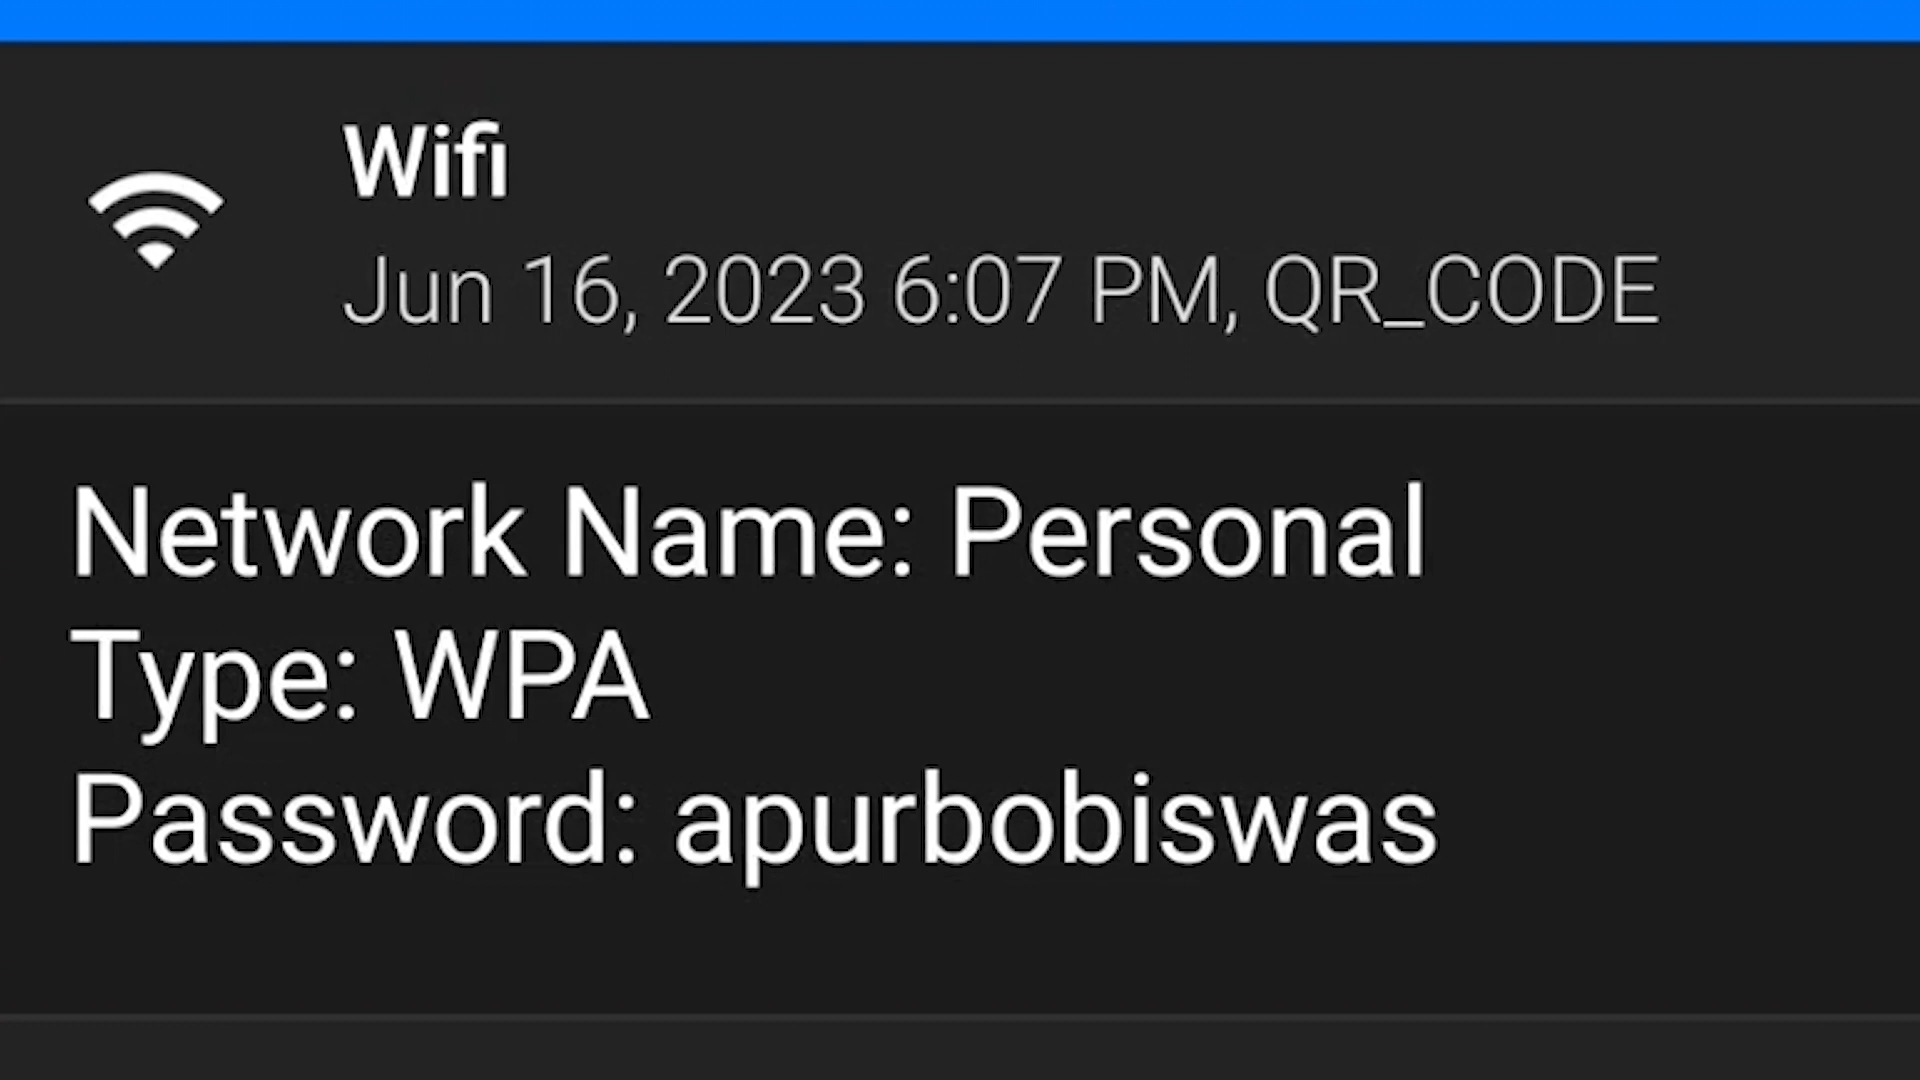 Wifi
Jun 16, 2023 6:07 PM, QR_CODE
Network Name: Personal
Type: WPA
Password: apurbobiswas